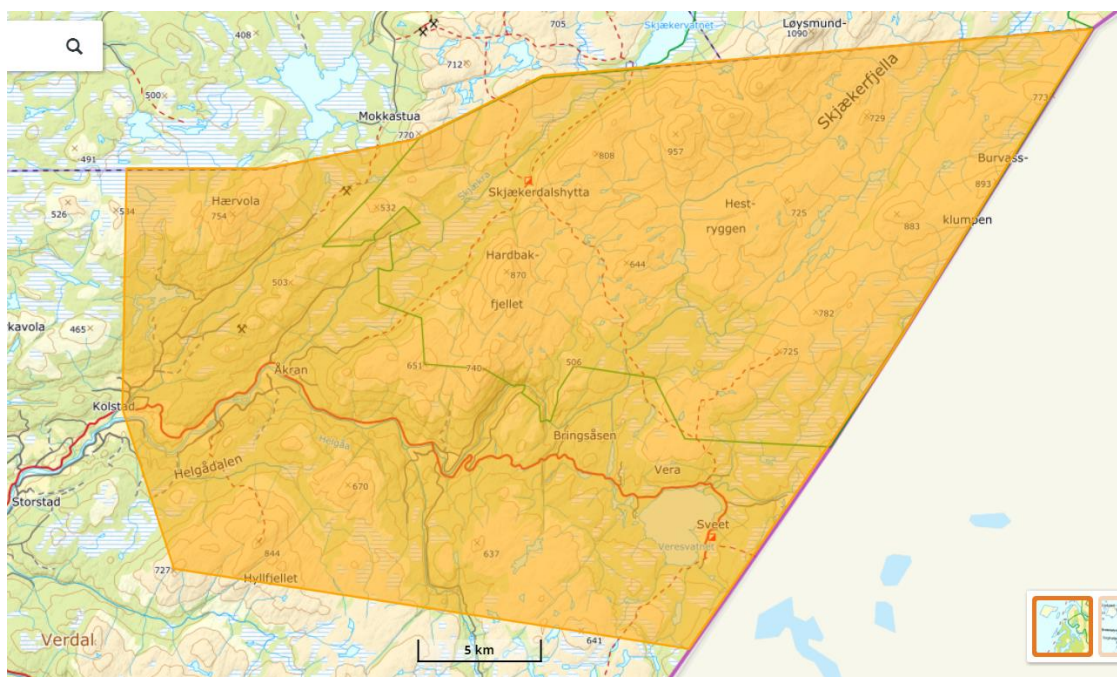 705
Skjækervatnet
Løysmund-
1090
408
712
500
Mokkastua
770
Skjækerfjella
773
729
491
808
957
Burvass-
Skjækra
Skjækerdalshytta
893
Hærvola
754
532
526
534
Hest-
725
ryggen
883
klumpen
Hardbak-
870
644
503
fjellet
782
kavola
465
725
651
740
506
Åkran
Kolstad
Bringsåsen
Helgåa
Helgådalen
Vera
670
Storstad
Sveet
Veresvatnet
844
637
727
Hyllfjellet
Verdal
641
5 km